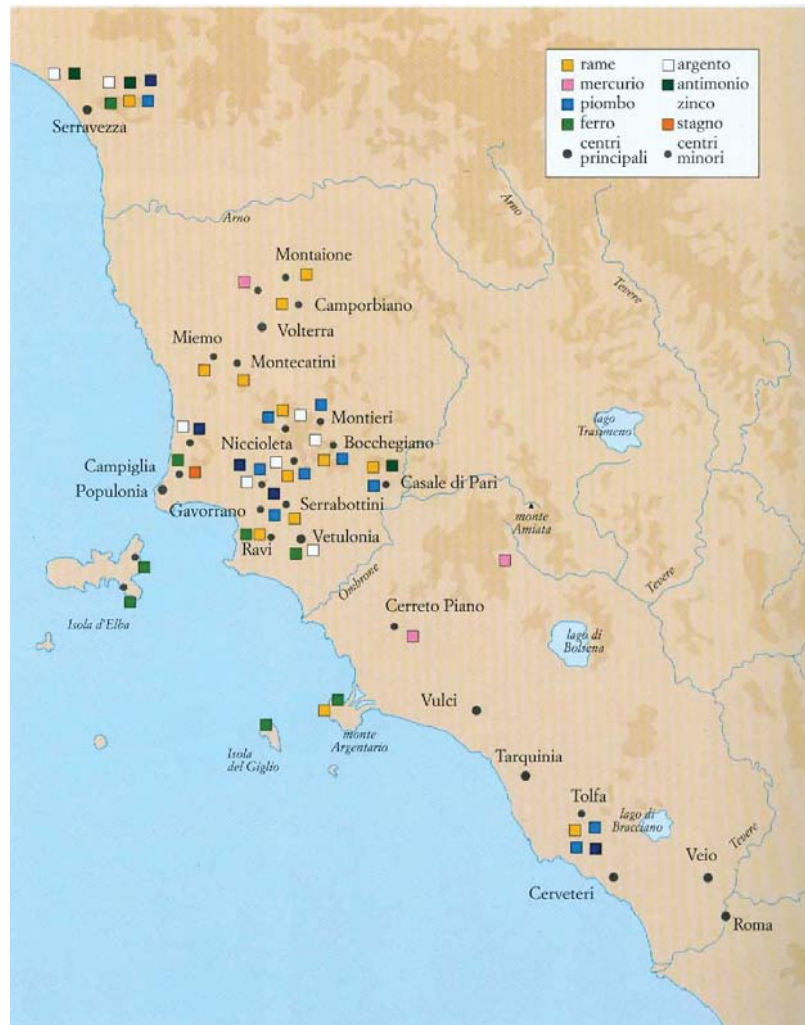 rame
argento
mercurio
antimonio
piombo
zinco
ferro
stagno
centri
principali
centri
minori
Serravezza
Arno
Arno
Tevere
Montaione
Camporbiano
Volterra
Miemo
Montecatini
lago
Trasimeno
Montieri
Niccioleta
Bocchegiano
Campiglia
Populonia
Casale di Pari
Gavorrano
Serrabottini
monte
Amiata
Ravi
Vetulonia
Ombrone
Tevere
Isola d'Elba
Cerreto Piano
lago di
Bolsena
Vulci
monte
Argentario
Isola
del Giglio
Tarquinia
Tolfa
lago di
Bracciano
Tevere
Veio
Cerveteri
Roma